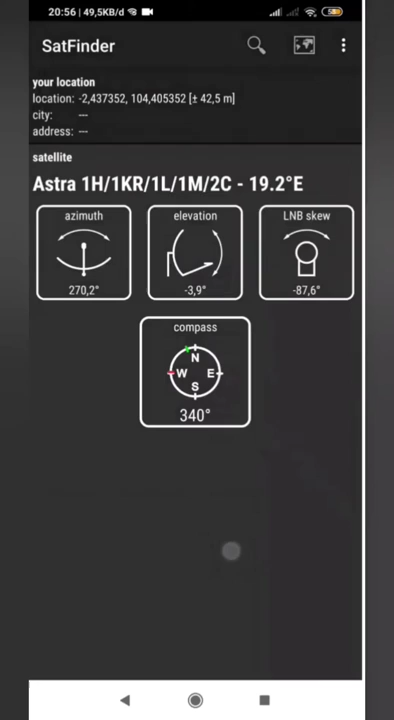 20:56 | 49,5KB/d
SatFinder
your location
location: -2,437352, 104,405352 [± 42,5 m]
city: ---
address: ---
satellite
Astra 1H/1KR/1L/1M/2C - 19.2°E
azimuth
270,2°
elevation
-3,9°
LNB skew
-87,6°
compass
N
W E
S
340°